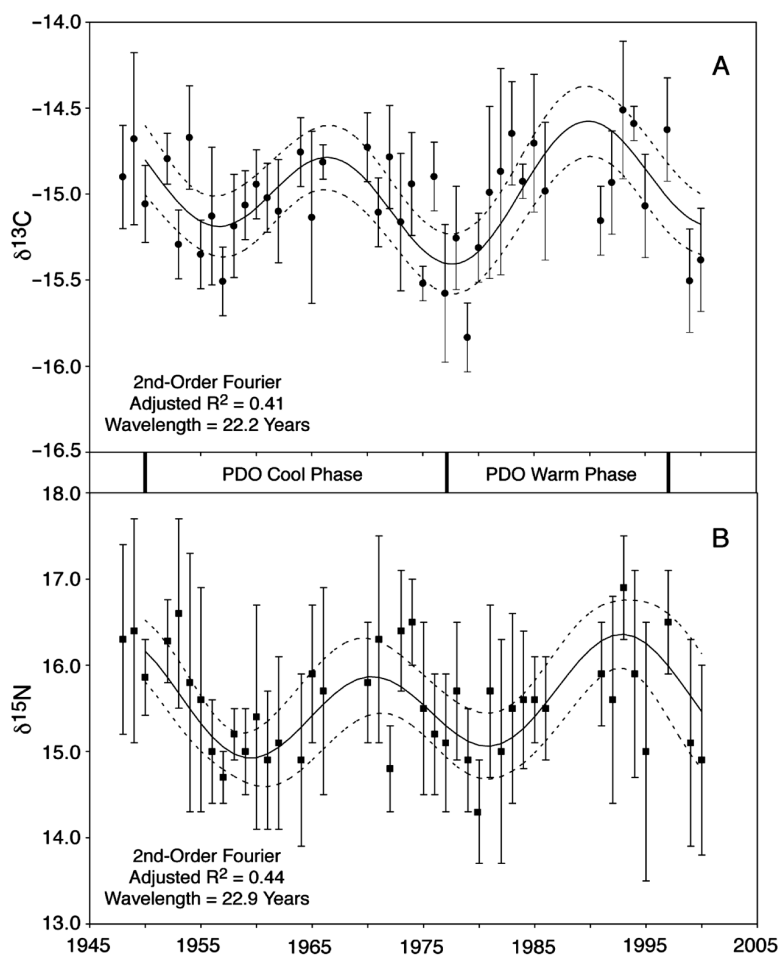 −14.0
A
−14.5
−15.0
δ13C
−15.5
−16.0
2nd-Order Fourier
Adjusted R2 = 0.41
Wavelength = 22.2 Years
−16.5
PDO Cool Phase PDO Warm Phase
18.0
B
17.0
16.0
δ15N
15.0
14.0
2nd-Order Fourier
Adjusted R2 = 0.44
Wavelength = 22.9 Years
13.0
1945 1955 1965 1975 1985 1995 2005